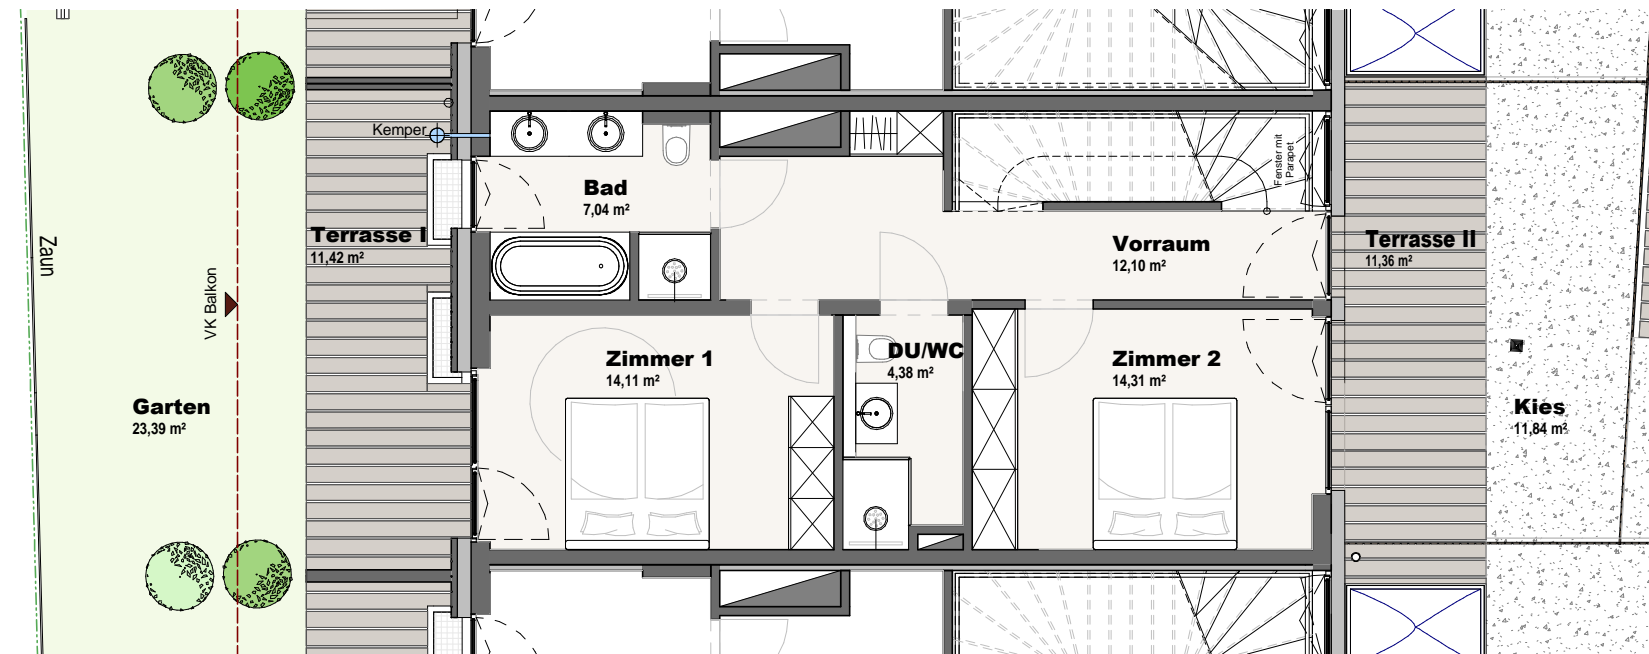 Kemper
Fenster mit
Parapet
Bad
7,04 m²
Zaun
Terrasse I
11,42 m²
Vorraum
12,10 m²
Terrasse II
11,36 m²
VK Balkon
Zimmer 1
14,11 m²
DU/WC
4,38 m²
Zimmer 2
14,31 m²
Garten
23,39 m²
Kies
11,84 m²